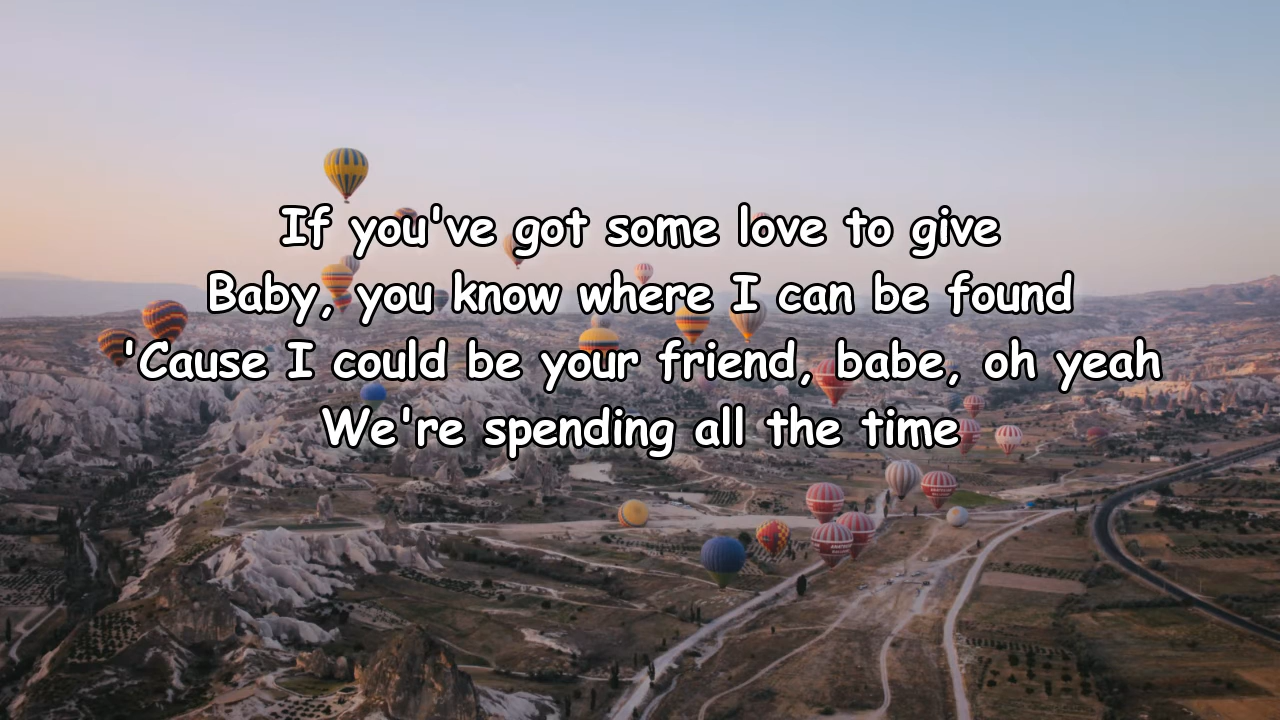 If you've got some love to give
Baby, you know where I can be found
'Cause I could be your friend, babe, oh yeah
We're spending all the time